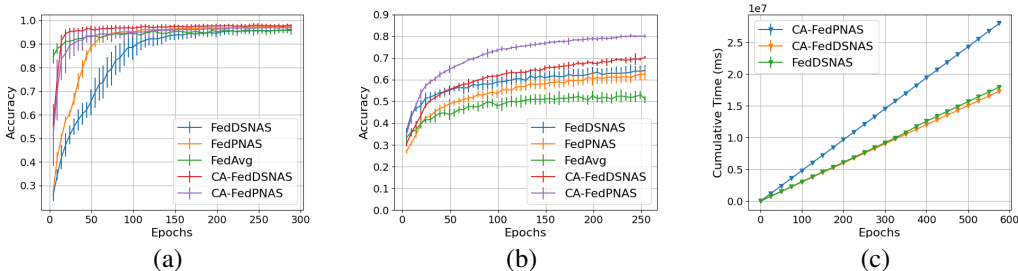 1.0
0.9
0.8
0.7
0.6
0.5
0.4
0.3
Accuracy
0 50 100 150 200 250 300
Epochs
FedDSNAS
FedPNAS
FedAvg
CA-FedDSNAS
CA-FedPNAS
(a)
0.9
0.8
0.7
0.6
0.5
0.4
0.3
0.2
0.1
0.0
Accuracy
0 50 100 150 200 250
Epochs
FedDSNAS
FedPNAS
FedAvg
CA-FedDSNAS
CA-FedPNAS
(b)
1e7
2.5
2.0
1.5
1.0
0.5
0.0
Cumulative Time (ms)
0 100 200 300 400 500 600
Epochs
CA-FedPNAS
CA-FedDSNAS
FedDSNAS
(c)